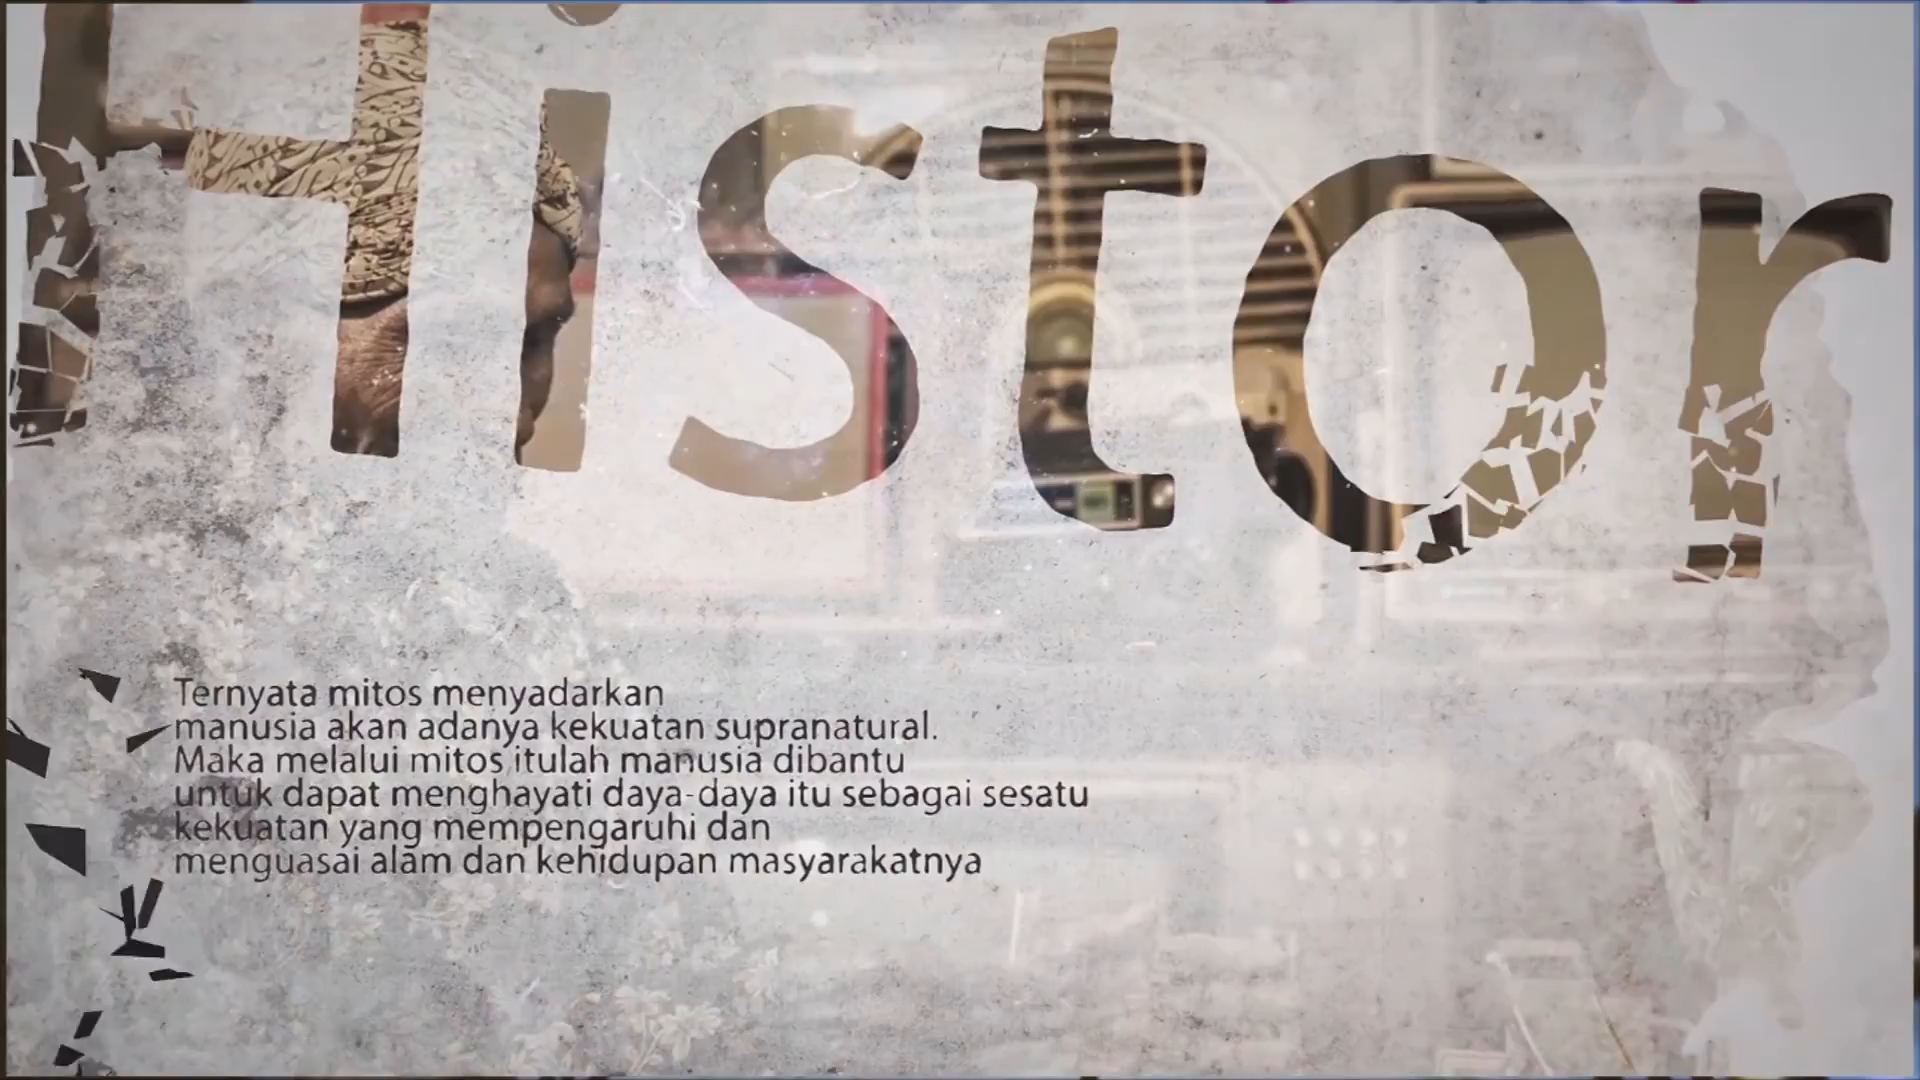 Histor
Ternyata mitos menyadarkan
manusia akan adanya kekuatan supranatural.
Maka melalui mitos itulah manusia dibantu
untuk dapat menghayati daya-daya itu sebagai sesatu
kekuatan yang mempengaruhi dan
menguasai alam dan kehidupan masyarakatnya